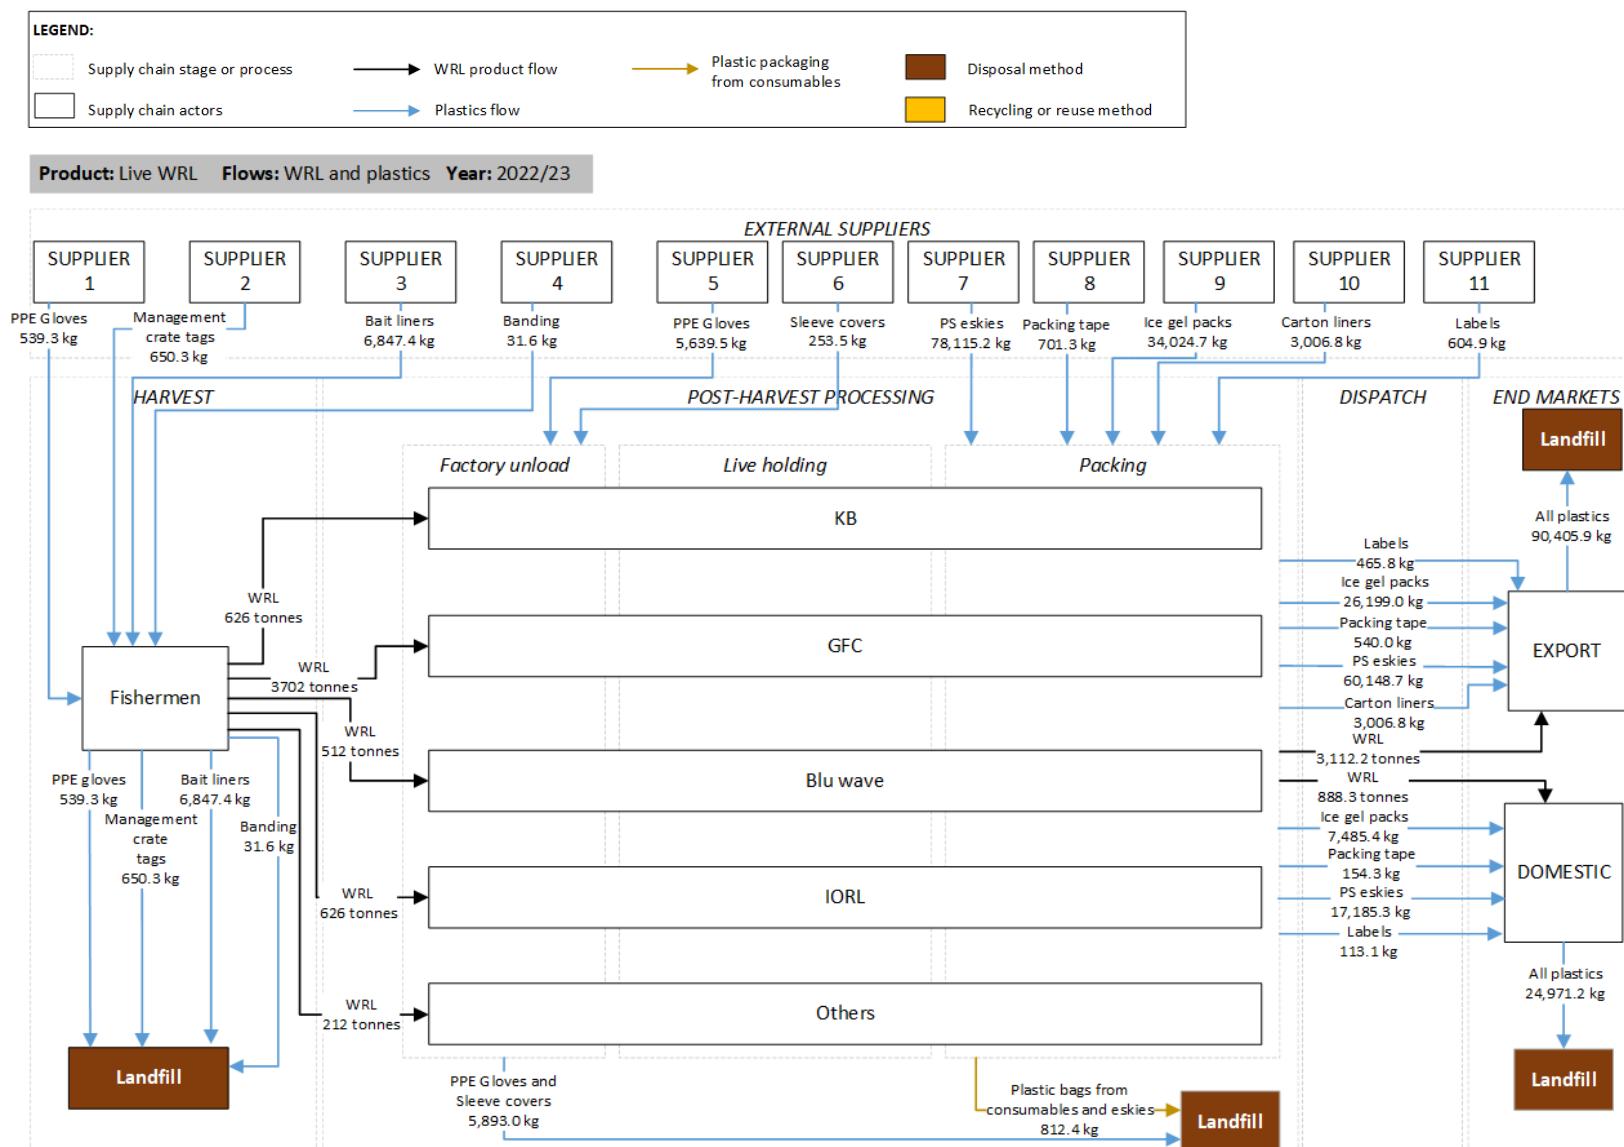 LEGEND:
Supply chain stage or process
WRL product flow
Plastic packaging
from consumables
Disposal method
Supply chain actors
Plastics flow
Recycling or reuse method
Product: Live WRL Flows: WRL and plastics Year: 2022/23
EXTERNAL SUPPLIERS
SUPPLIER
1
SUPPLIER
2
SUPPLIER
3
SUPPLIER
4
SUPPLIER
5
SUPPLIER
6
SUPPLIER
7
SUPPLIER
8
SUPPLIER
9
SUPPLIER
10
SUPPLIER
11
PPE Gloves
539.3 kg
Management
crate tags
650.3 kg
Bait liners
6,847.4 kg
Banding
31.6 kg
PPE Gloves
5,639.5 kg
Sleeve covers
253.5 kg
PS eskies
78,115.2 kg
Packing tape
701.3 kg
Ice gel packs
34,024.7 kg
Carton liners
3,006.8 kg
Labels
604.9 kg
HARVEST
POST-HARVEST PROCESSING
DISPATCH
END MARKETS
Landfill
Factory unload
Live holding
Packing
KB
GFC
Blu wave
IORL
Others
WRL
626 tonnes
WRL
3702 tonnes
WRL
512 tonnes
WRL
626 tonnes
WRL
212 tonnes
Fishermen
PPE gloves
539.3 kg
Management
crate
tags
650.3 kg
Bait liners
6,847.4 kg
Banding
31.6 kg
Landfill
All plastics
90,405.9 kg
Labels
465.8 kg
Ice gel packs
26,199.0 kg
Packing tape
540.0 kg
PS eskies
60,148.7 kg
Carton liners
3,006.8 kg
EXPORT
WRL
3,112.2 tonnes
WRL
888.3 tonnes
Ice gel packs
7,485.4 kg
Packing tape
154.3 kg
PS eskies
17,185.3 kg
Labels
113.1 kg
DOMESTIC
All plastics
24,971.2 kg
Landfill
PPE Gloves and
Sleeve covers
5,893.0 kg
Plastic bags from
consumables and eskies
812.4 kg
Landfill